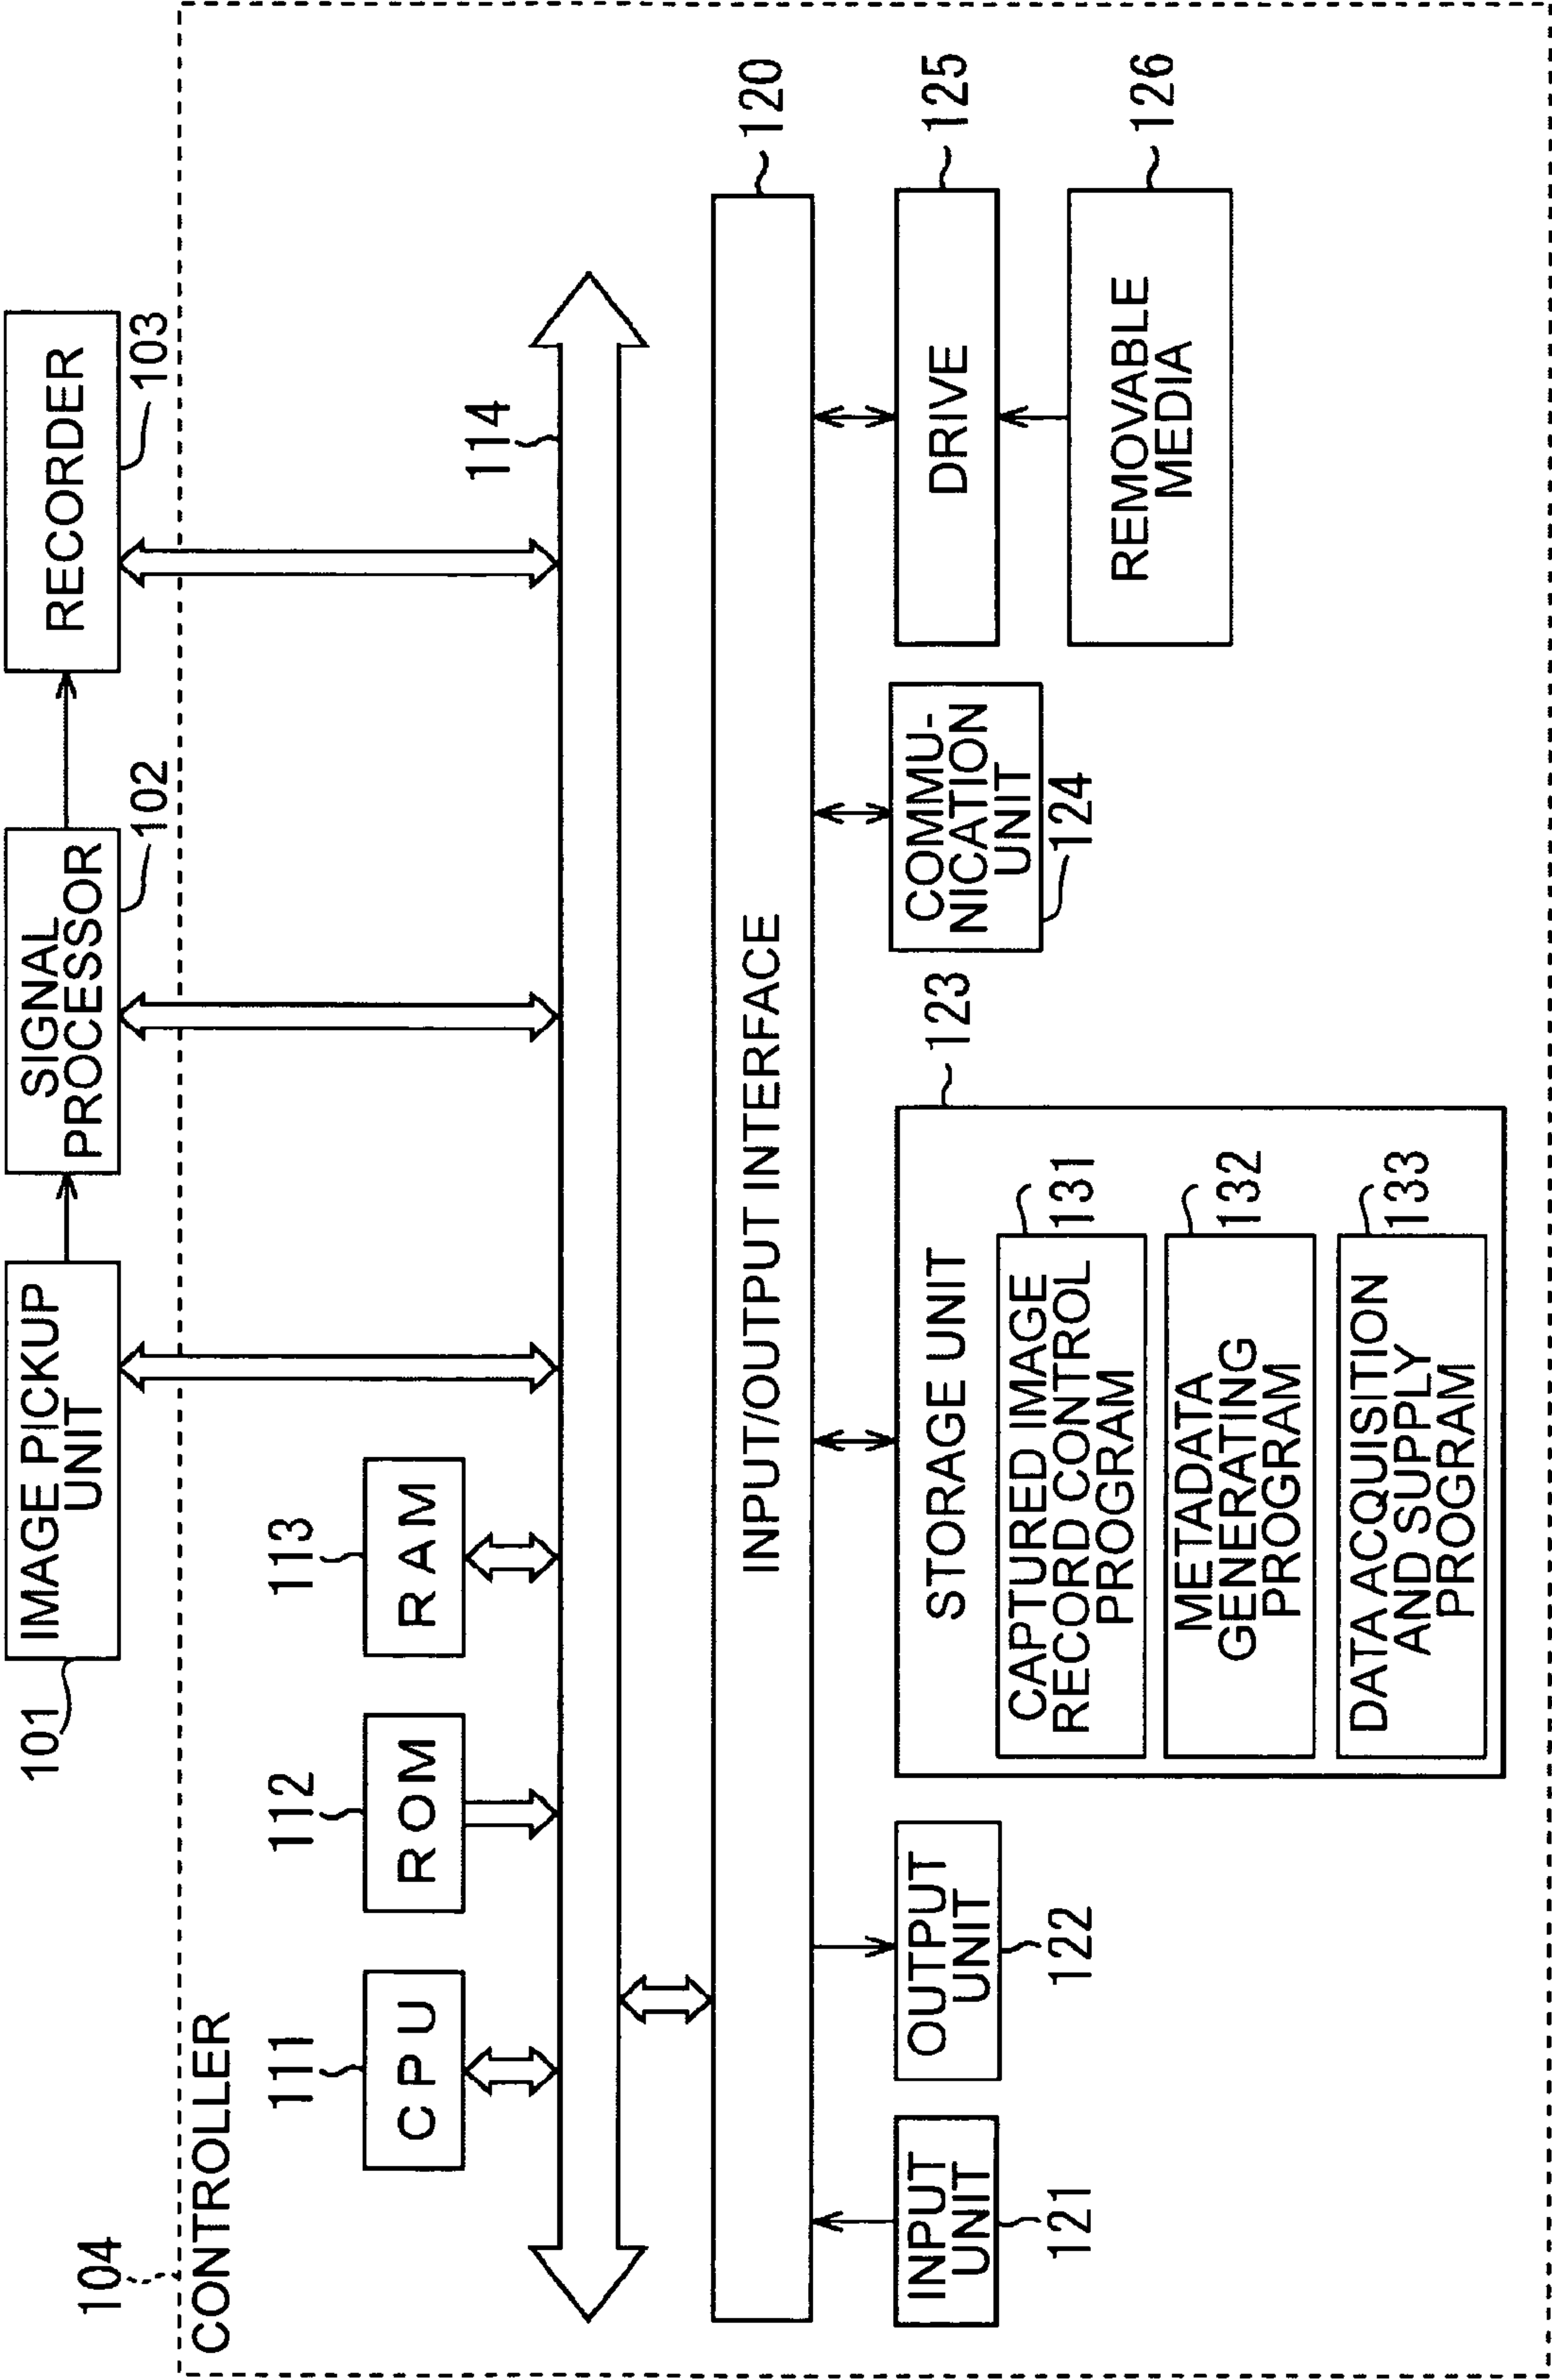 101
IMAGE PICKUP
UNIT
SIGNAL
PROCESSOR
102
RECORDER
103
104
CONTROLLER
111
CPU
112
ROM
113
RAM
114
120
INPUT/OUTPUT INTERFACE
INPUT
UNIT
121
OUTPUT
UNIT
122
123
STORAGE UNIT
CAPTURED IMAGE
RECORD CONTROL
PROGRAM
131
METADATA
GENERATING
PROGRAM
132
DATA ACQUISITION
AND SUPPLY
PROGRAM
133
COMMU-
NICATION
UNIT
124
DRIVE
125
REMOVABLE
MEDIA
126